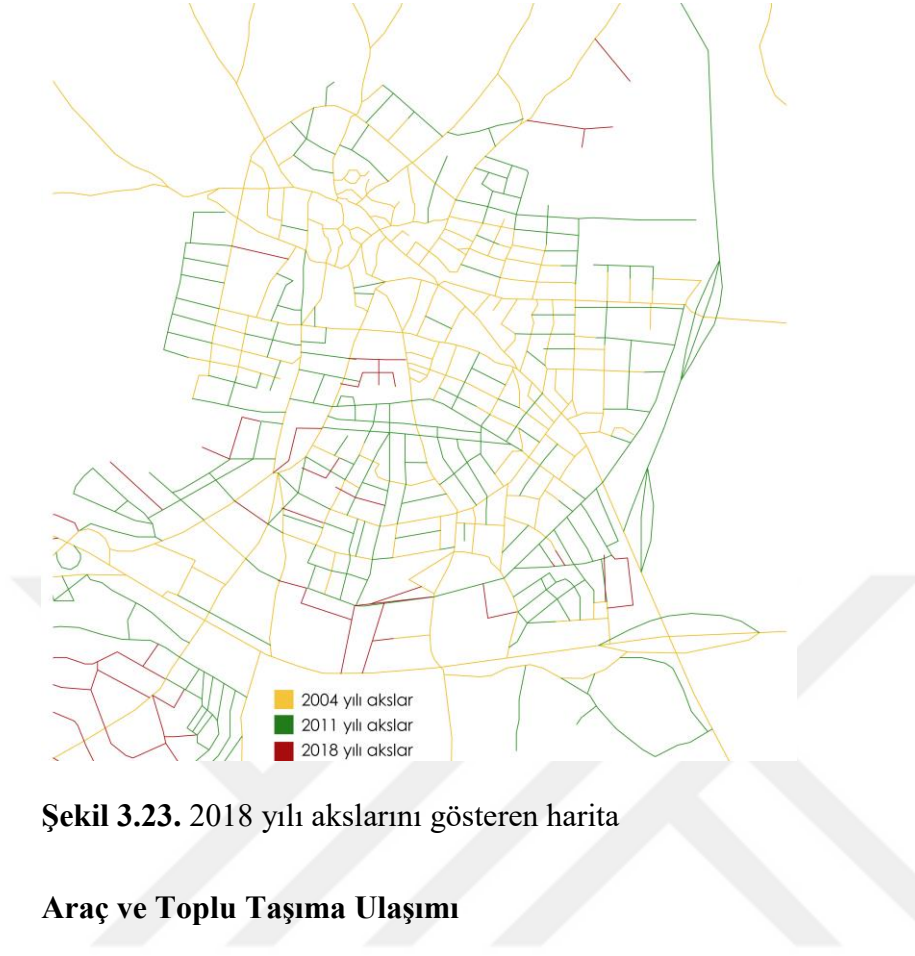 2004 yılı akslar
2011 yılı akslar
2018 yılı akslar
Şekil 3.23. 2018 yılı akslarını gösteren harita
Araç ve Toplu Taşıma Ulaşımı